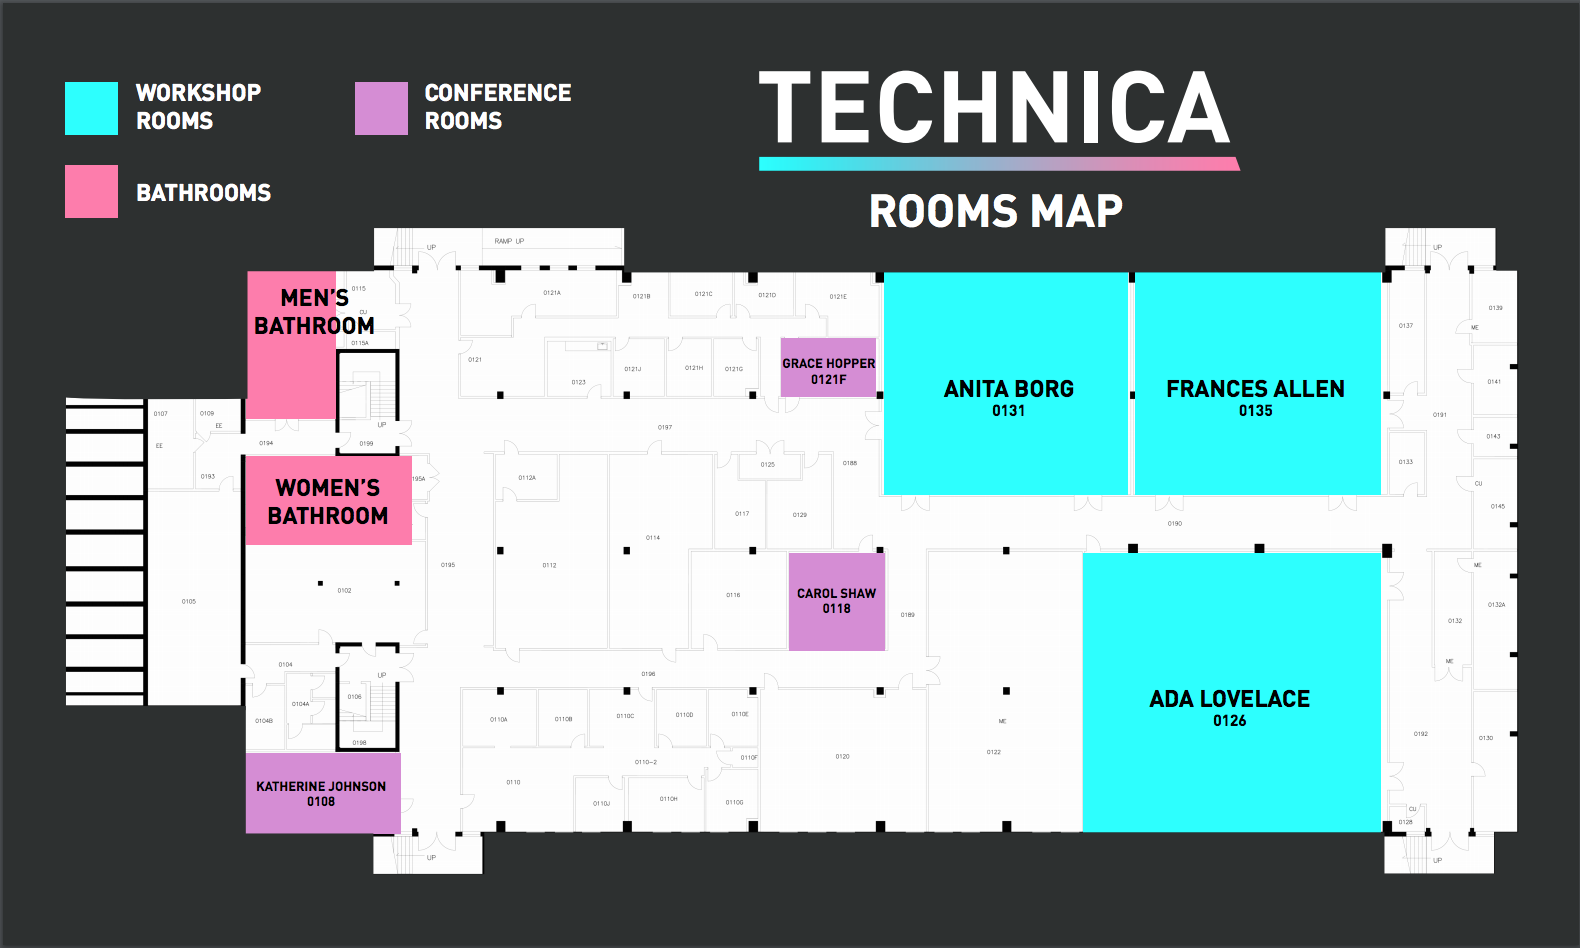 WORKSHOP
ROOMS
CONFERENCE
ROOMS
BATHROOMS
TECHNICA
ROOMS MAP
UP
RAMP UP
UP
MEN'S
BATHROOM
0115
CU
0115A
0121A
0121B
0121C
0121D
0121E
0121
0123
0121J
0121H
0121G
GRACE HOPPER
0121F
ANITA BORG
0131
FRANCES ALLEN
0135
0137
0139
ME
0141
0191
0143
0133
CU
0145
0107
0109
EE
EE
0193
0194
0199
UP
0197
0188
WOMEN'S
BATHROOM
195A
0112A
0125
0117
0129
0114
0112
0116
0195
0190
0102
0105
CAROL SHAW
0118
0189
ME
0132A
0132
ME
0104
0104A
0104B
UP
0106
0198
0196
0110A
0110B
0110C
0110D
0110E
0110-2
0110F
0110
0110J
0110H
0110G
0120
ME
0122
ADA LOVELACE
0126
0192
0130
CU
0128
KATHERINE JOHNSON
0108
UP
UP